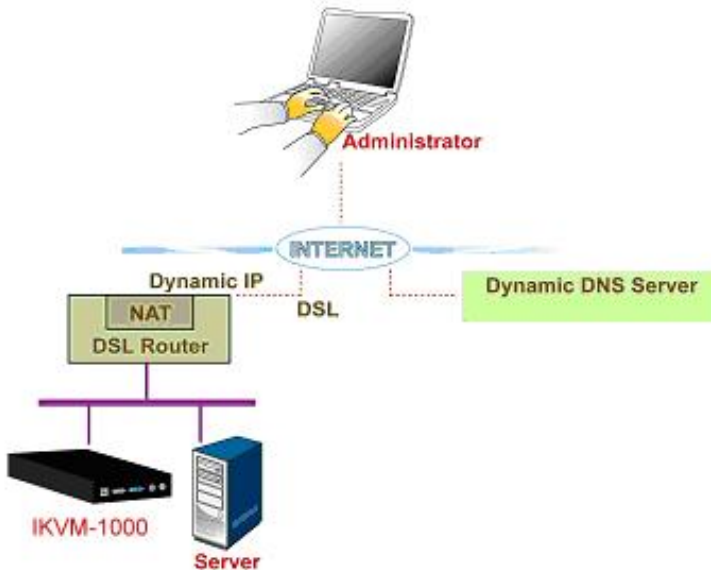 Administrator
INTERNET
Dynamic IP
Dynamic DNS Server
NAT
DSL
DSL Router
IKVM-1000
Server